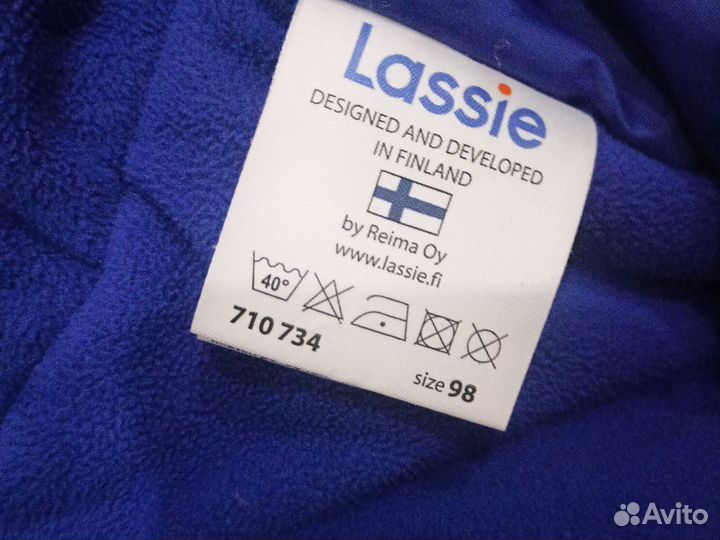 Lassie
DESIGNED AND DEVELOPED
IN FINLAND
by Reima Oy
www.lassie.fi
40°
710 734
size 98
Avito